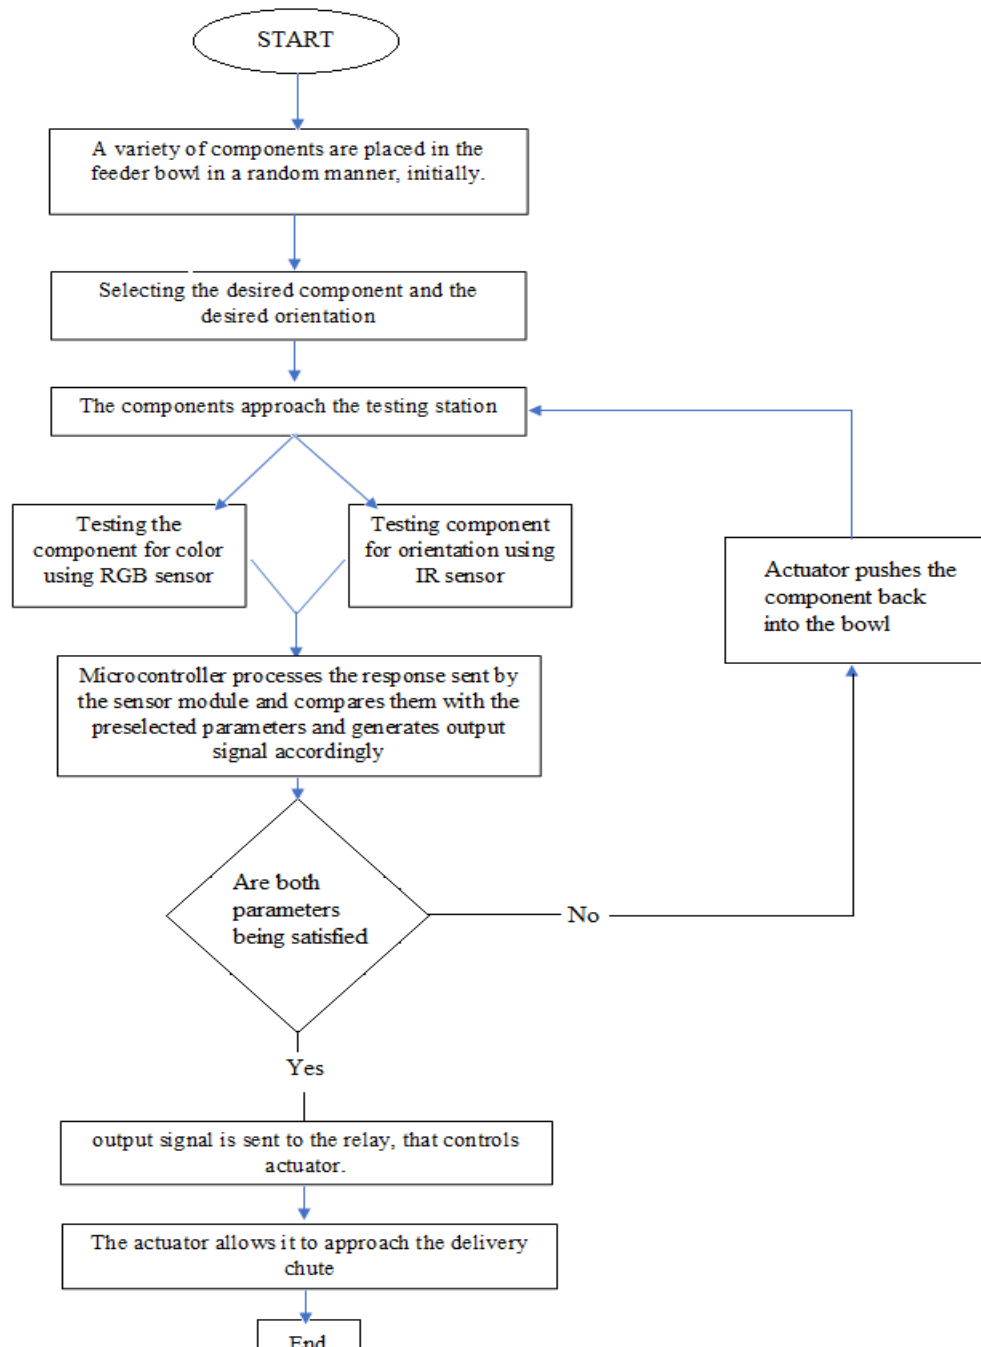 START
A variety of components are placed in the
feeder bowl in a random manner, initially.
Selecting the desired component and the
desired orientation
The components approach the testing station
Testing the
component for color
using RGB sensor
Testing component
for orientation using
IR sensor
Actuator pushes the
component back
into the bowl
Microcontroller processes the response sent by
the sensor module and compares them with the
preselected parameters and generates output
signal accordingly
Are both
parameters
being satisfied
No
Yes
output signal is sent to the relay, that controls
actuator.
The actuator allows it to approach the delivery
chute
End